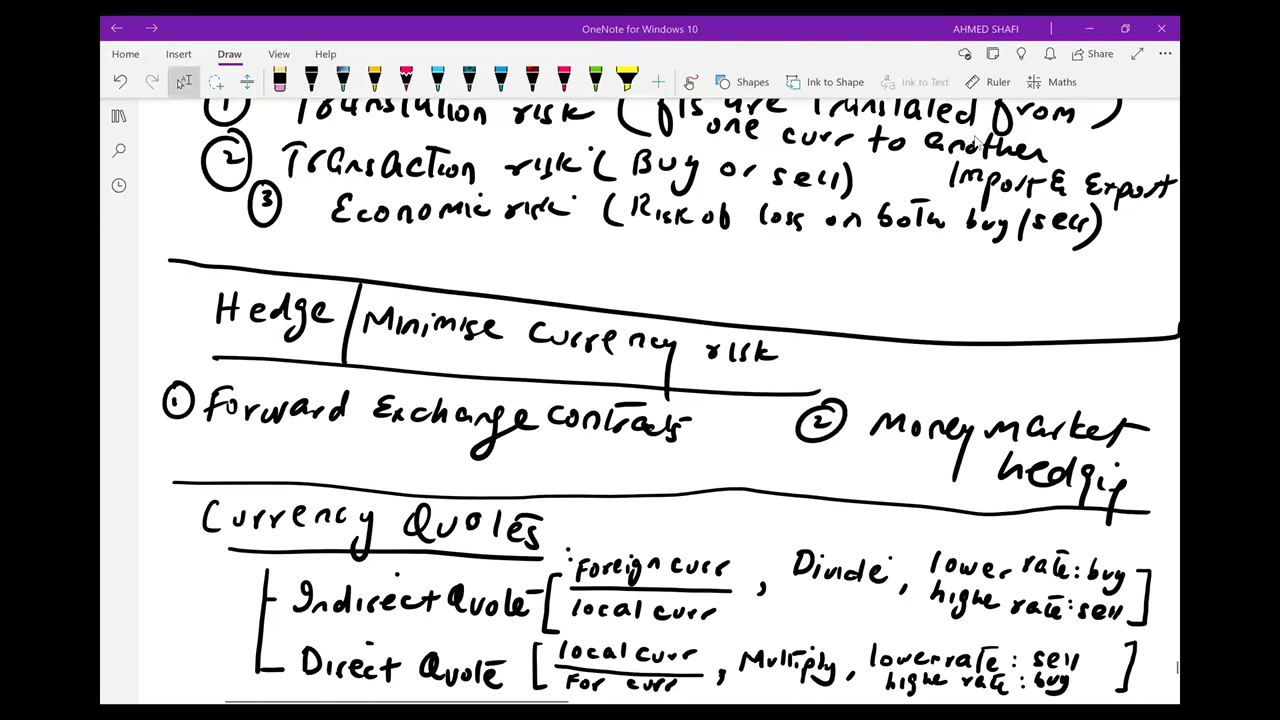 OneNote for Windows 10
AHMED SHAFI
Home Insert Draw View Help
Share
Shapes Ink to Shape Ink to Text Ruler Maths
① Translation risk (f/s are Translated from)
one curr to another
② Transaction risk (Buy or sell) Import & Export
③ Economic risk (Risk of loss on both buy/sell)
Hedge | Minimise currency risk
① Forward Exchange contracts ② Money market
hedgig
Currency Quotes
Indirect Quote [Foreign curr / local curr, Divide, lower rate: buy
highe rate: sell]
Direct Quote [local curr / For curr, Multiply, lower rate: sell
highe rate: buy]